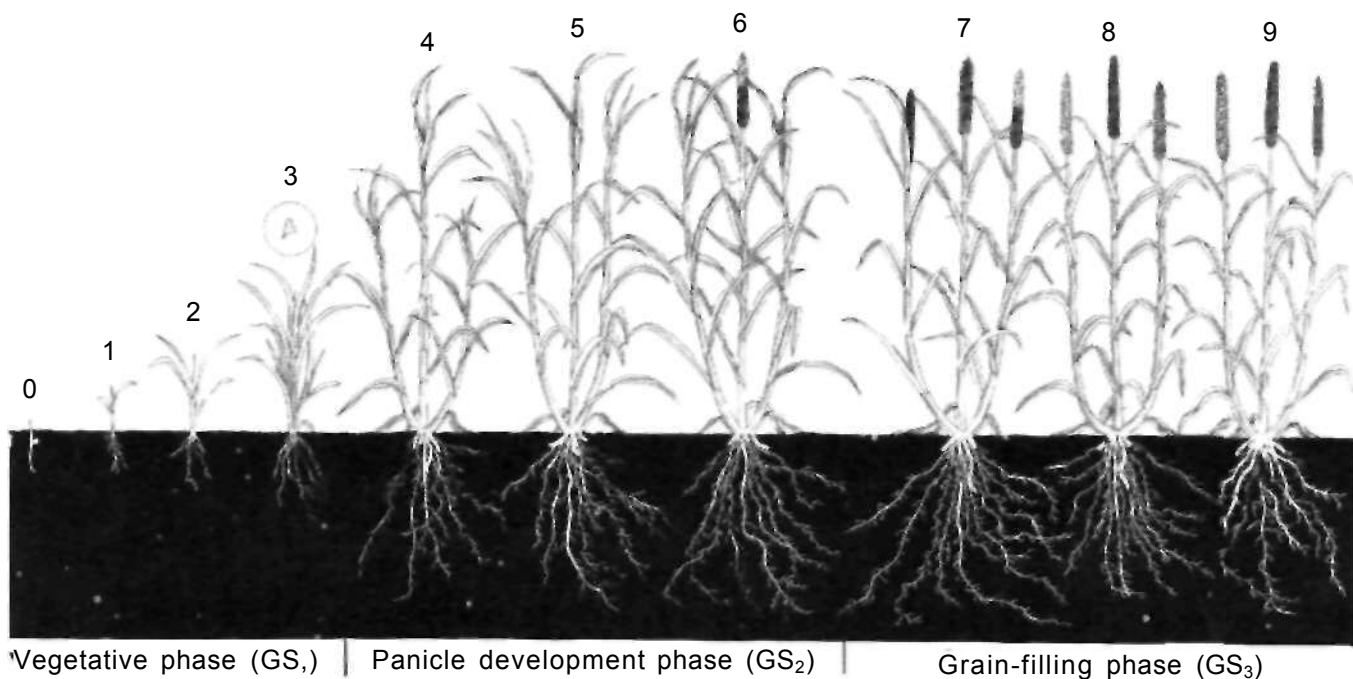 0
1
2
3
A
4
5
6
7
8
9
Vegetative phase (GS,)
Panicle development phase (GS₂)
Grain-filling phase (GS₃)